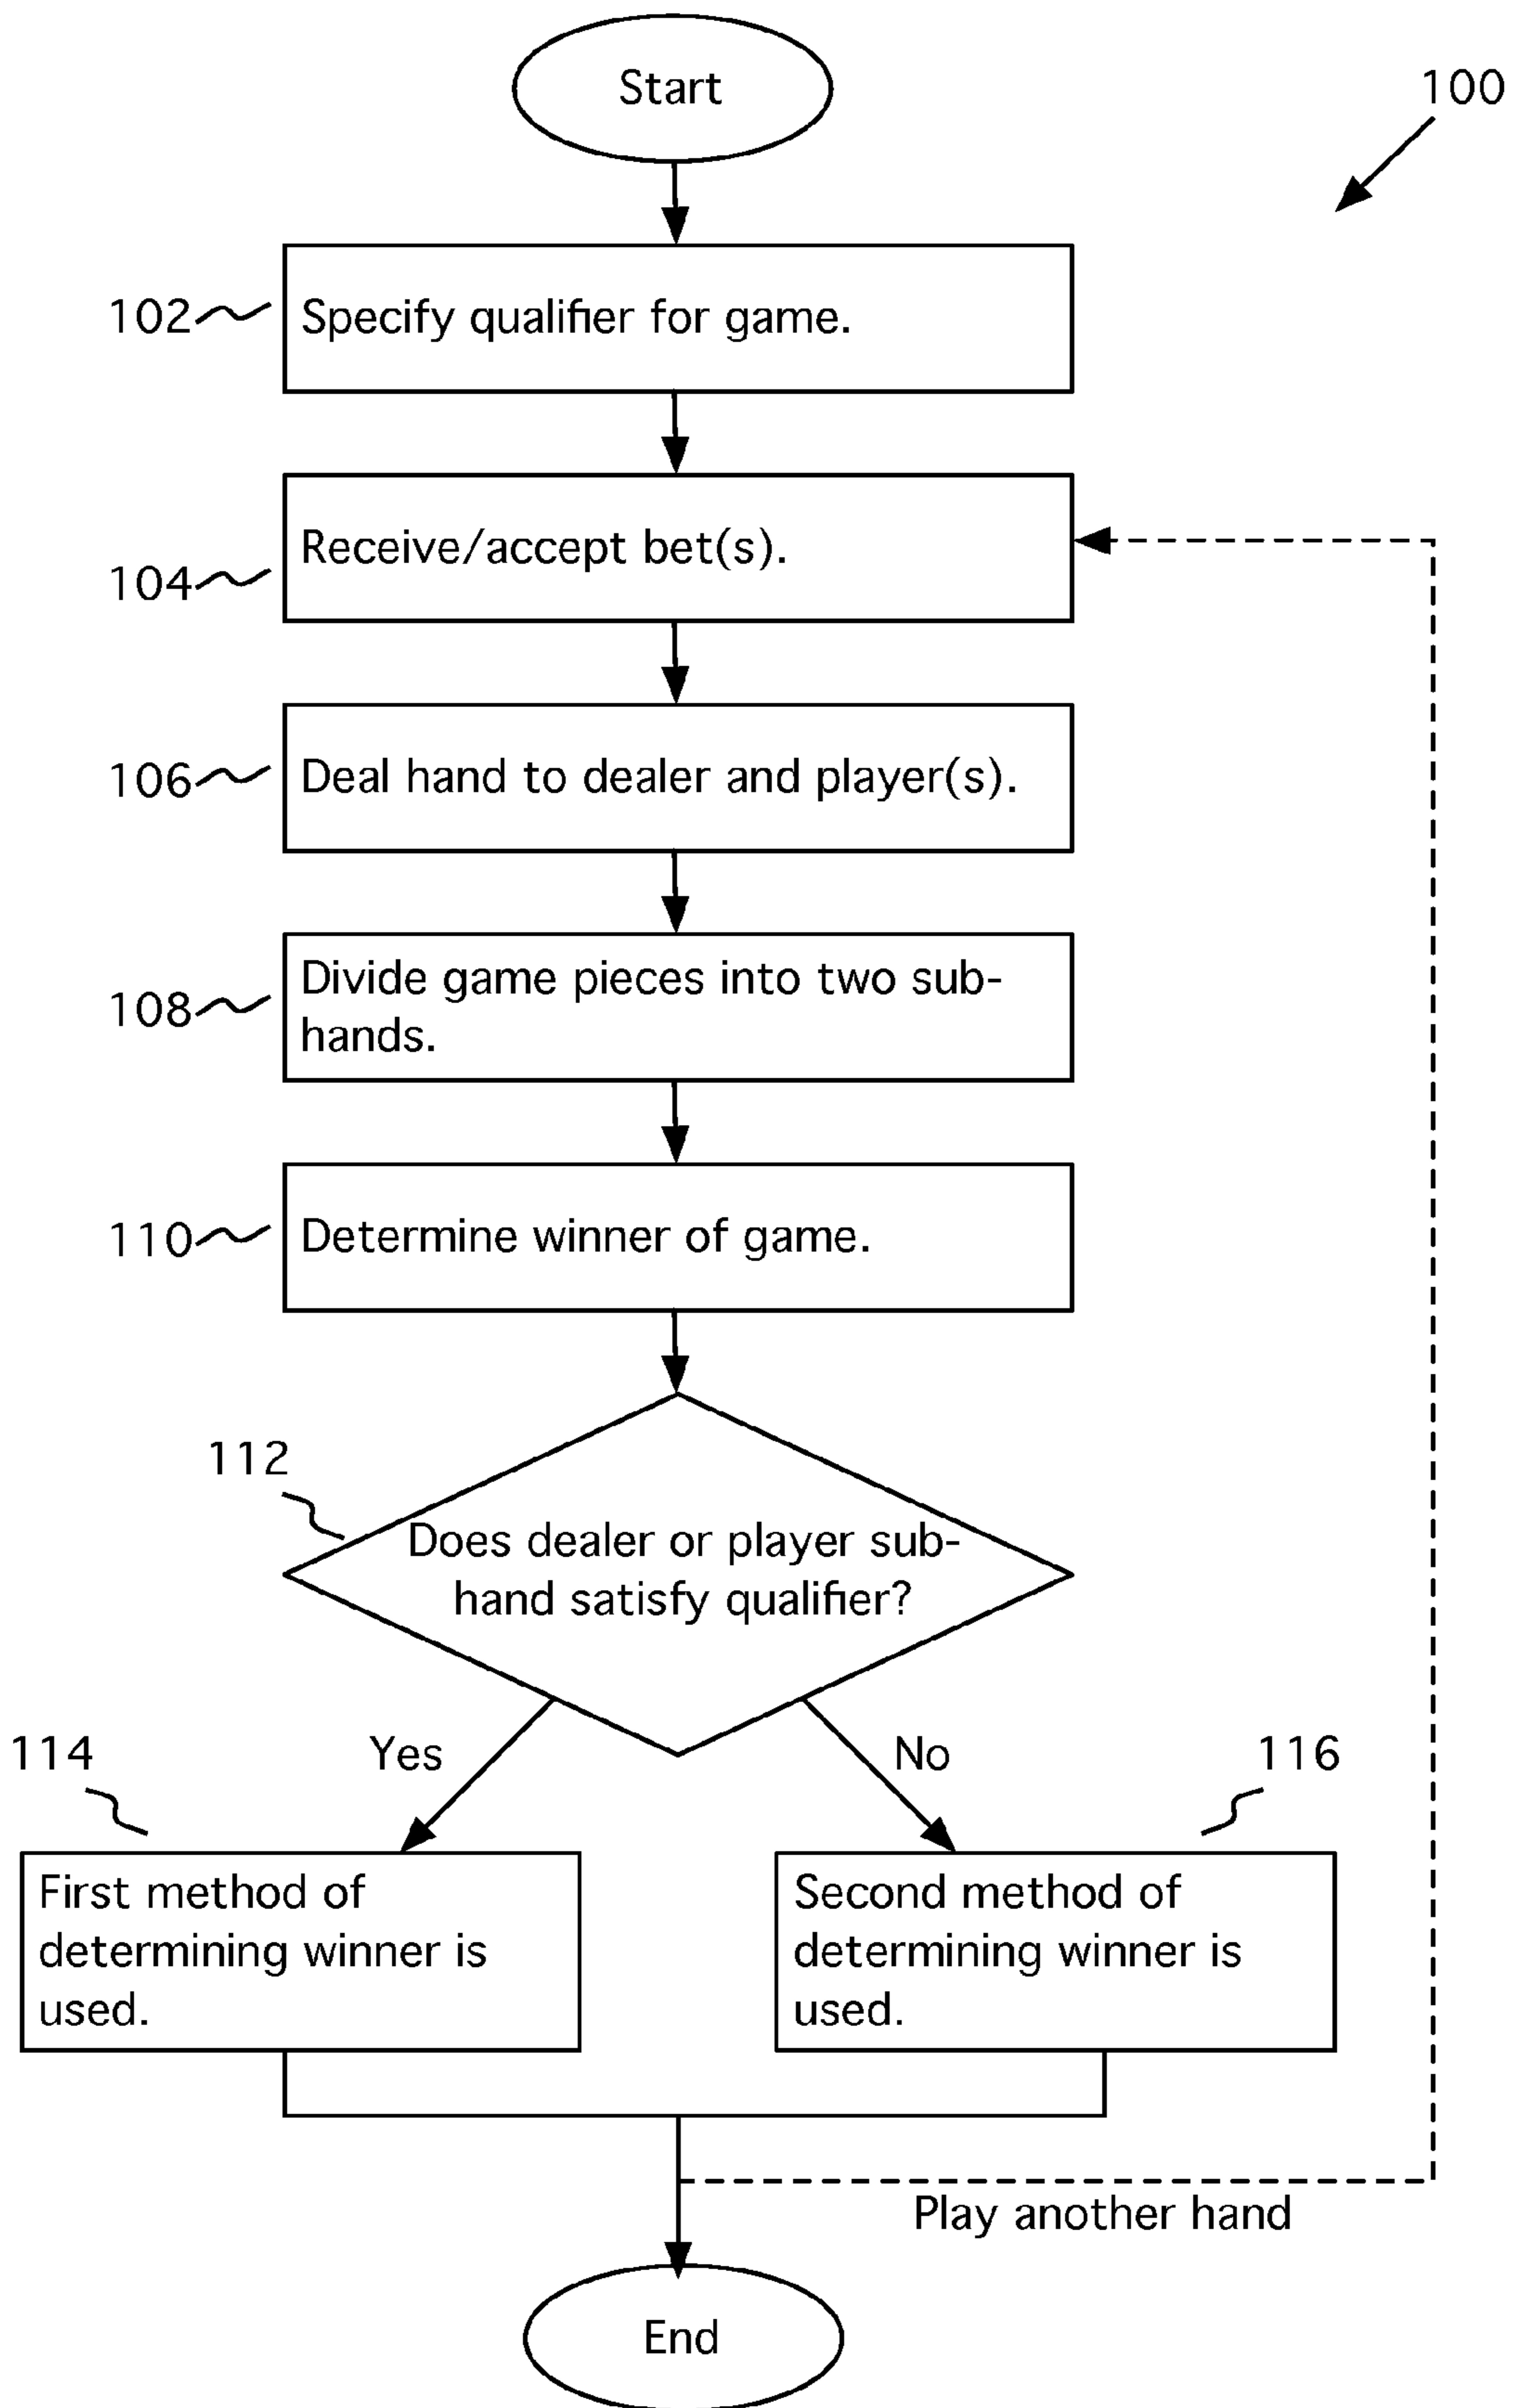 Start
100
102
Specify qualifier for game.
104
Receive/accept bet(s).
106
Deal hand to dealer and player(s).
108
Divide game pieces into two sub-
hands.
110
Determine winner of game.
112
Does dealer or player sub-
hand satisfy qualifier?
114
Yes
No
116
First method of
determining winner is
used.
Second method of
determining winner is
used.
Play another hand
End